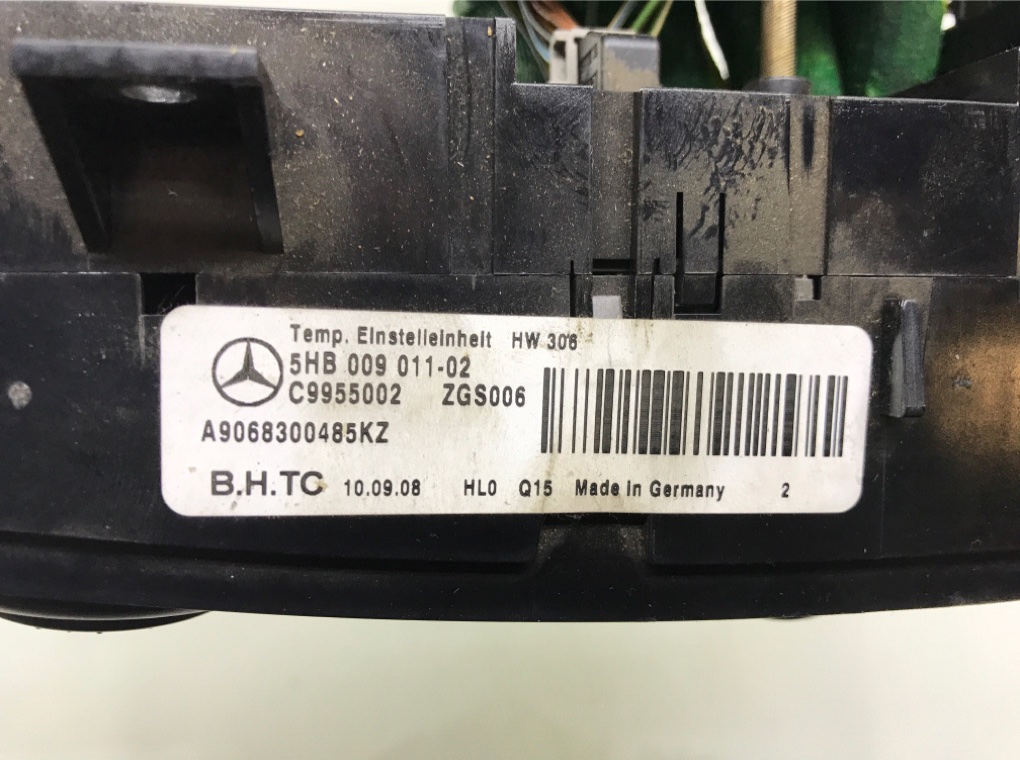 Temp. Einstelleinheit HW 306
5HB 009 011-02
C9955002 ZGS006
A9068300485KZ
B.H.TC 10.09.08 HL0 Q15 Made in Germany 2